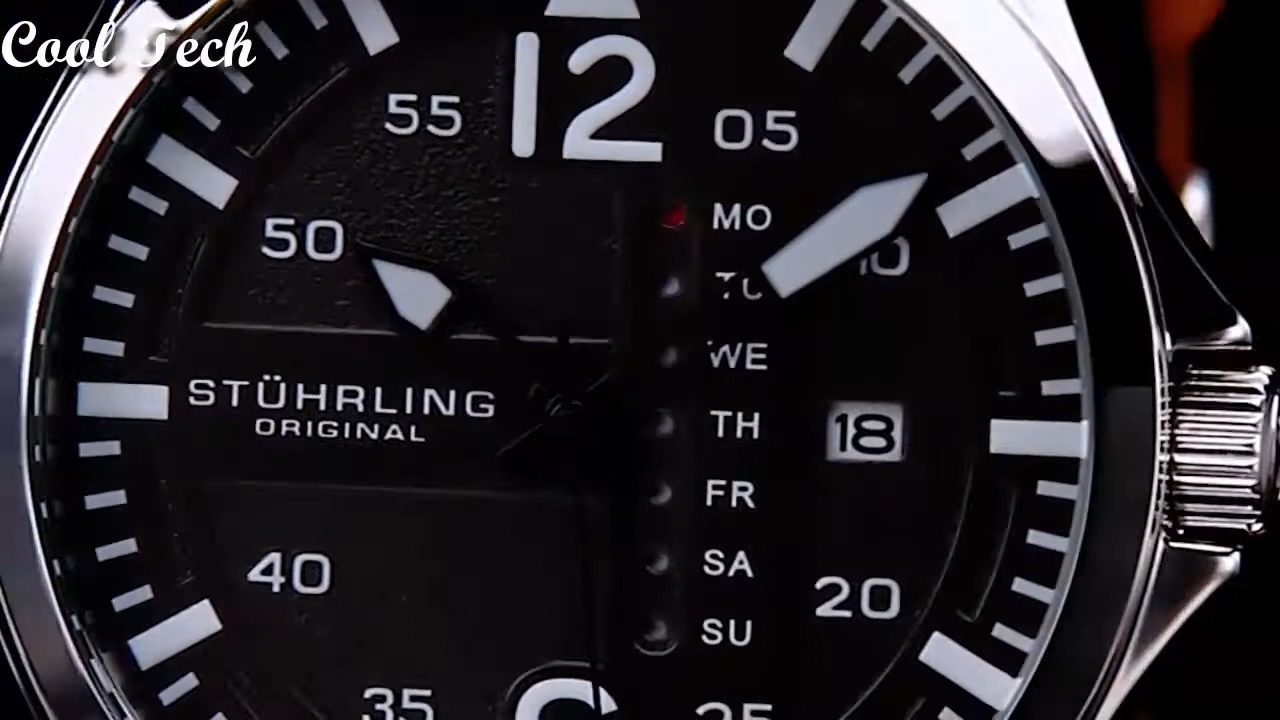 Cool Tech
12
55
05
MO
50
WE
STÜHRLING
ORIGINAL
TH
18
FR
SA
40
20
SU
35
25